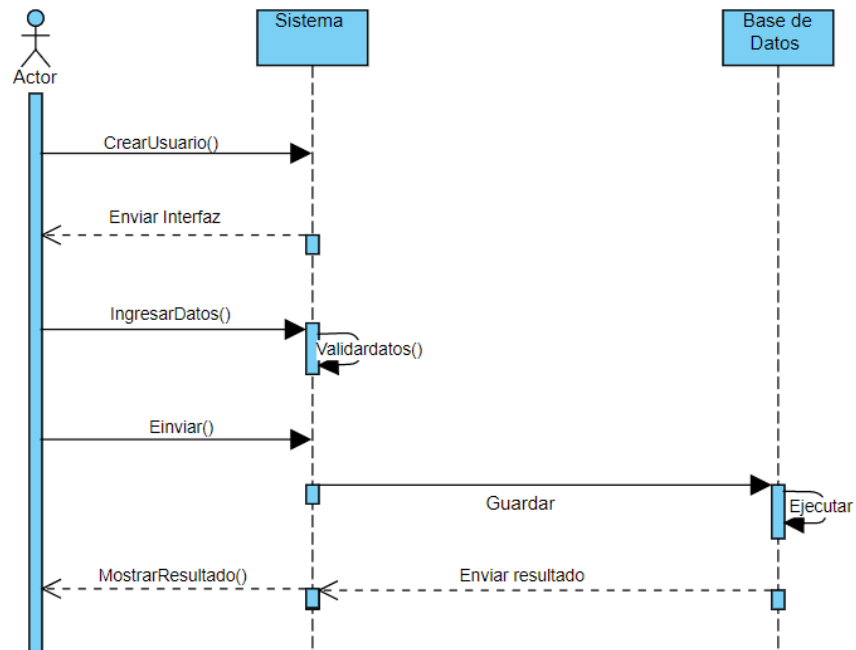 Sistema
Base de
Datos
Actor
CrearUsuario()
Enviar Interfaz
IngresarDatos()
Validardatos()
Einviar()
Guardar
Ejecutar
MostrarResultado()
Enviar resultado